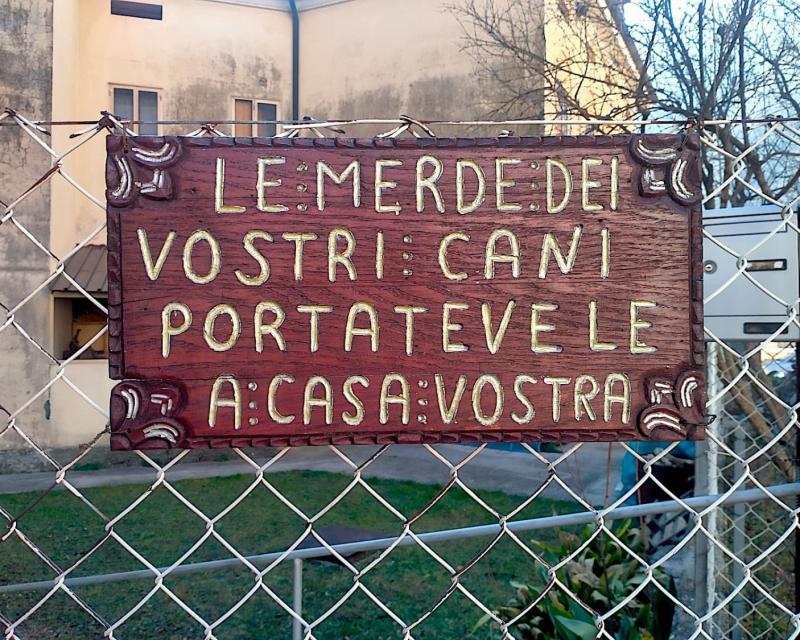 LE:MERDE:DEI
VOSTRI:CANI
PORTATEVELE
A:CASA:VOSTRA